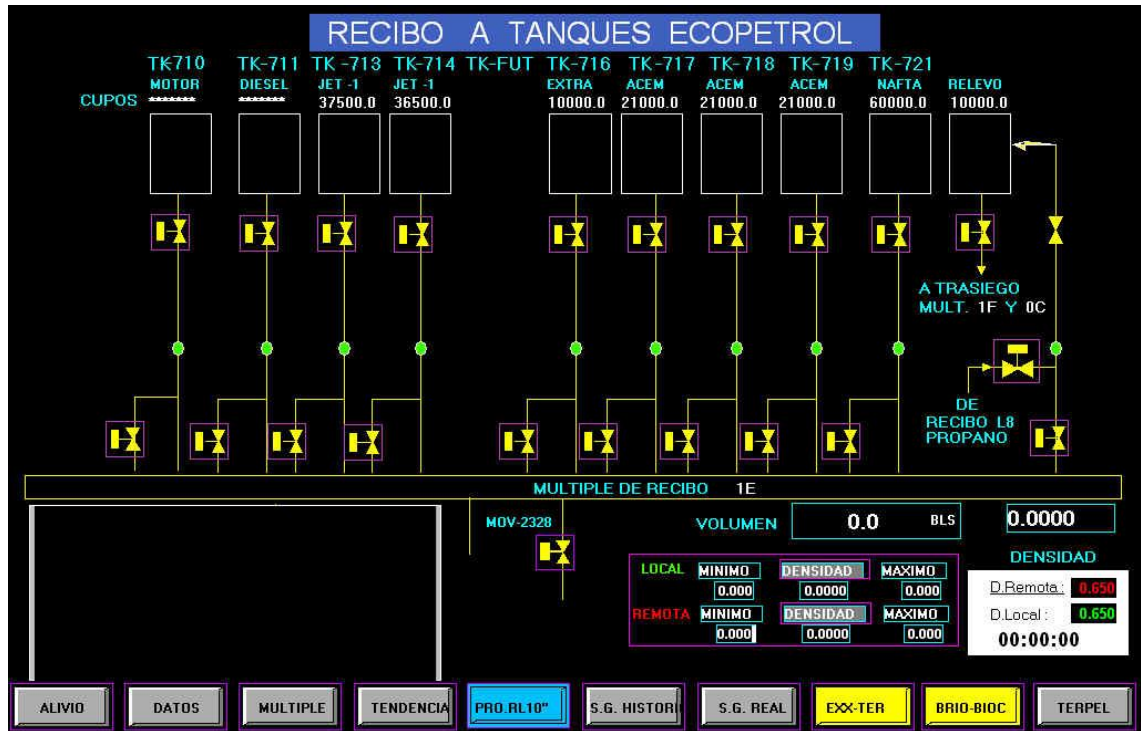 RECIBO A TANQUES ECOPETROL
TK-710 TK-711 TK -713 TK-714 TK-FUT TK-716 TK-717 TK-718 TK-719 TK-721
MOTOR DIESEL JET -1 JET -1 EXTRA ACEM ACEM ACEM NAFTA RELEVO
CUPOS ******* ******* 37500.0 36500.0 10000.0 21000.0 21000.0 21000.0 60000.0 10000.0
A TRASIEGO
MULT. 1F Y 0C
DE
RECIBO L8
PROPANO
MULTIPLE DE RECIBO 1E
MOV-2328
VOLUMEN 0.0 BLS 0.0000
DENSIDAD
LOCAL MINIMO DENSIDAD MAXIMO
0.000 0.0000 0.000
REMOTA MINIMO DENSIDAD MAXIMO
0.000 0.0000 0.000
D.Remota : 0.650
D.Local : 0.650
00:00:00
ALIVIO DATOS MULTIPLE TENDENCIA PRO.RL10" S.G. HISTORI S.G. REAL EXX-TER BRIO-BIOC TERPEL